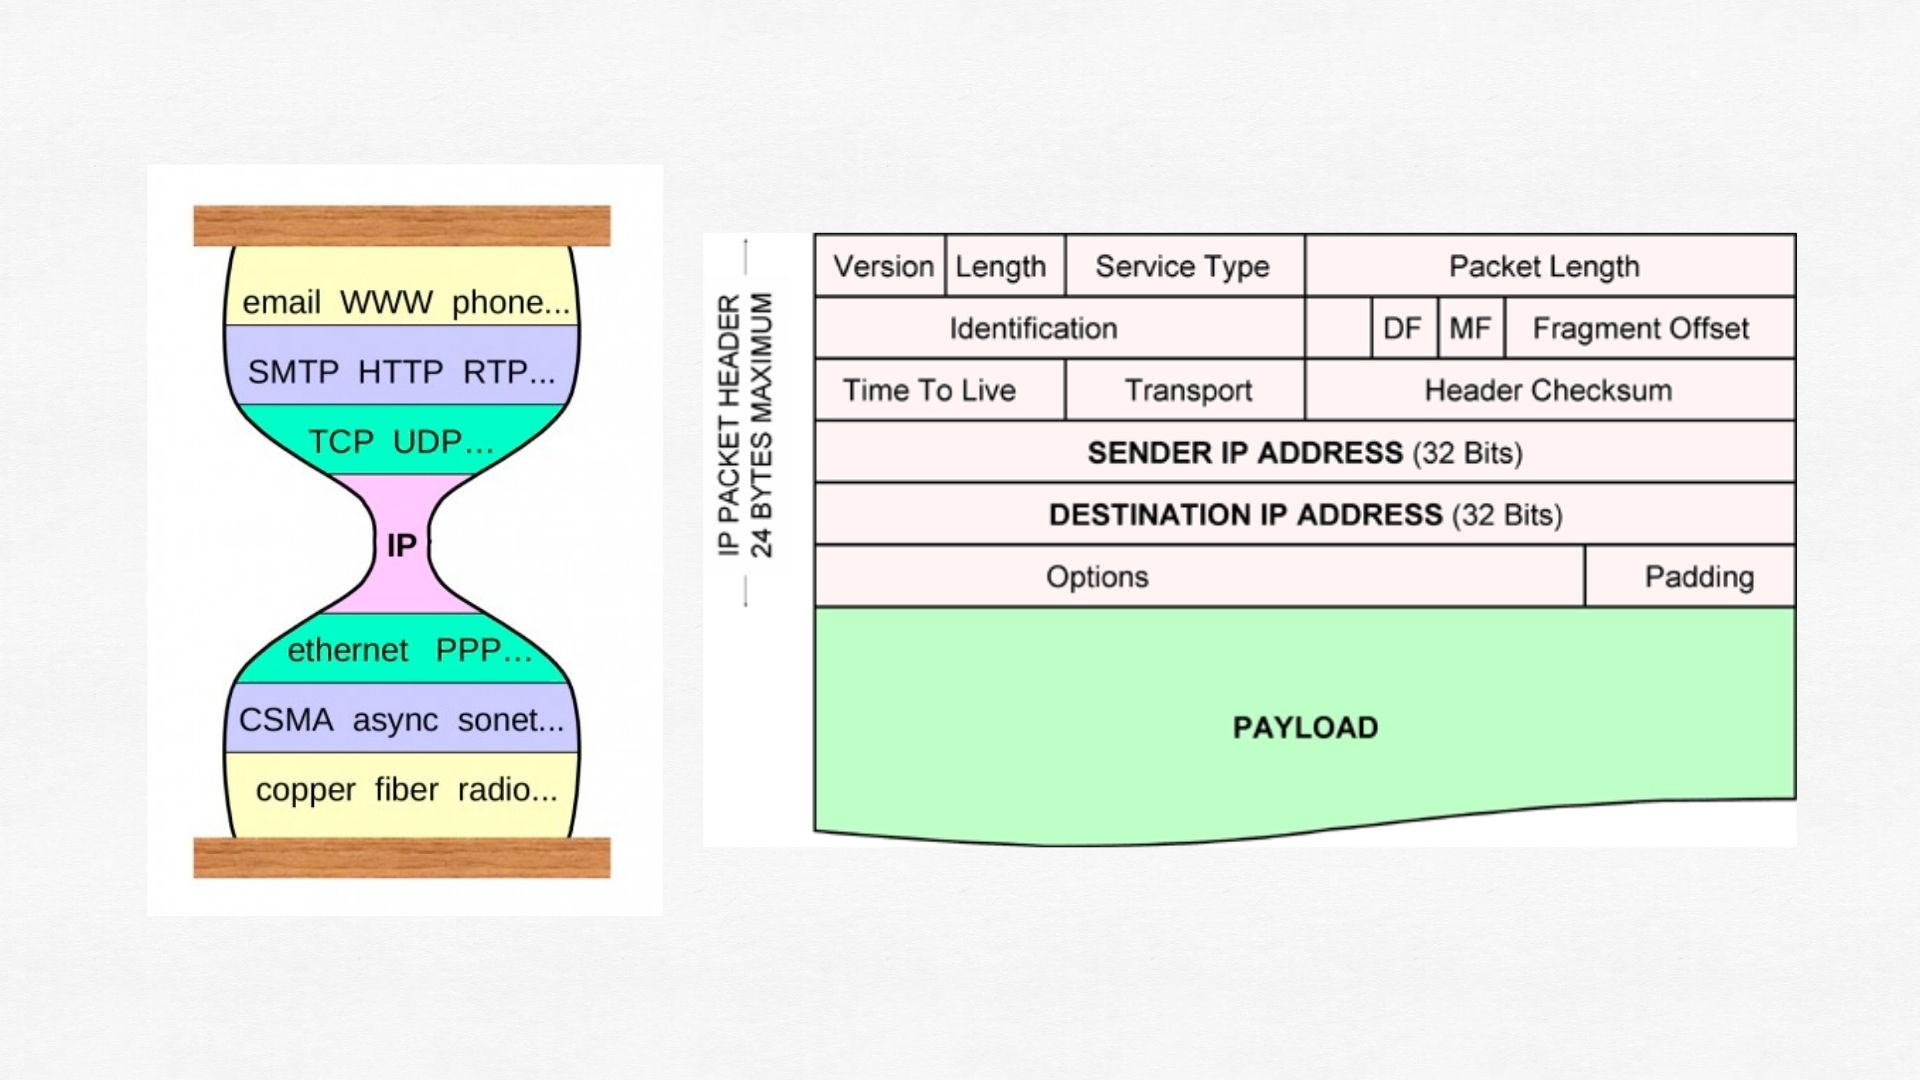 email WWW phone...
SMTP HTTP RTP...
TCP UDP...
IP
ethernet PPP...
CSMA async sonet...
copper fiber radio...
IP PACKET HEADER
24 BYTES MAXIMUM
Version Length Service Type Packet Length
Identification DF MF Fragment Offset
Time To Live Transport Header Checksum
SENDER IP ADDRESS (32 Bits)
DESTINATION IP ADDRESS (32 Bits)
Options Padding
PAYLOAD